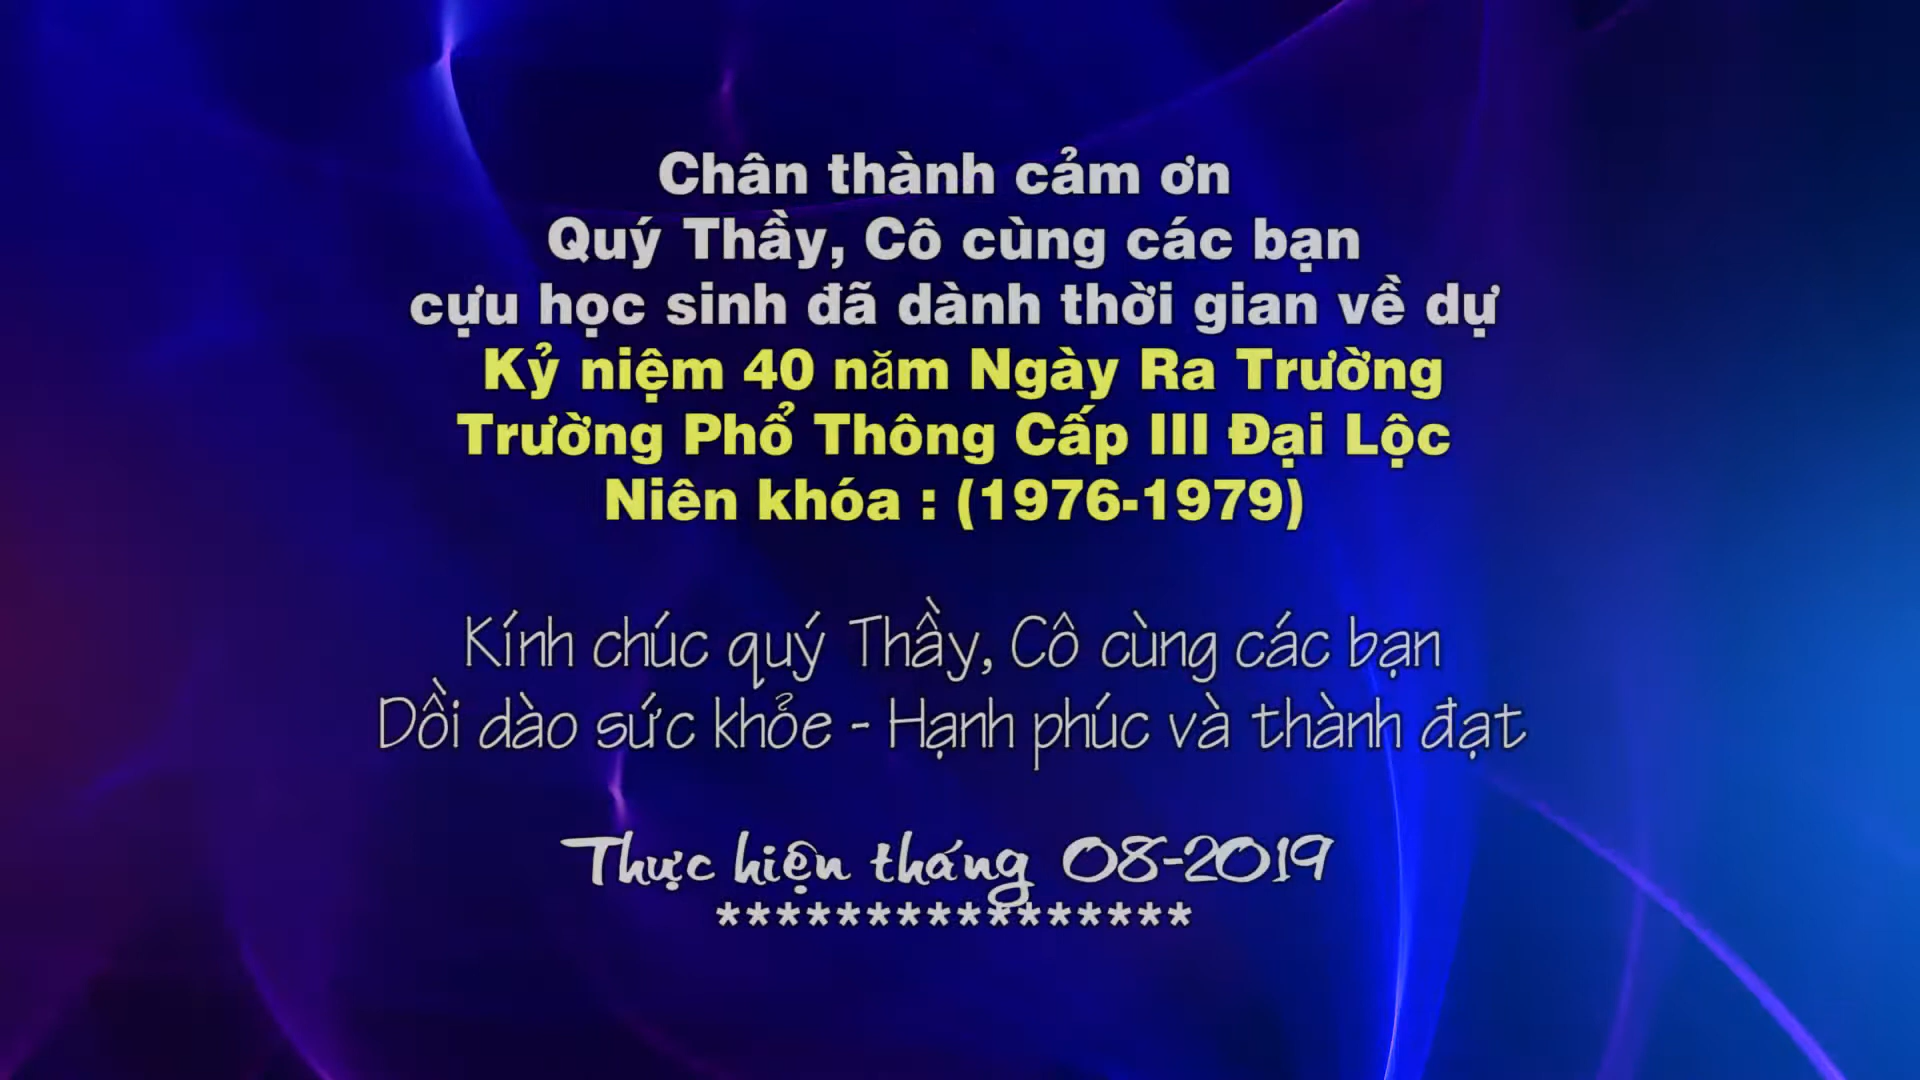 Chân thành cảm ơn
Quý Thầy, Cô cùng các bạn
cựu học sinh đã dành thời gian về dự
Kỷ niệm 40 năm Ngày Ra Trường
Trường Phổ Thông Cấp III Đại Lộc
Niên khóa : (1976-1979)
Kính chúc quý Thầy, Cô cùng các bạn
Dồi dào sức khỏe - Hạnh phúc và thành đạt
Thực hiện tháng 08-2019
****************